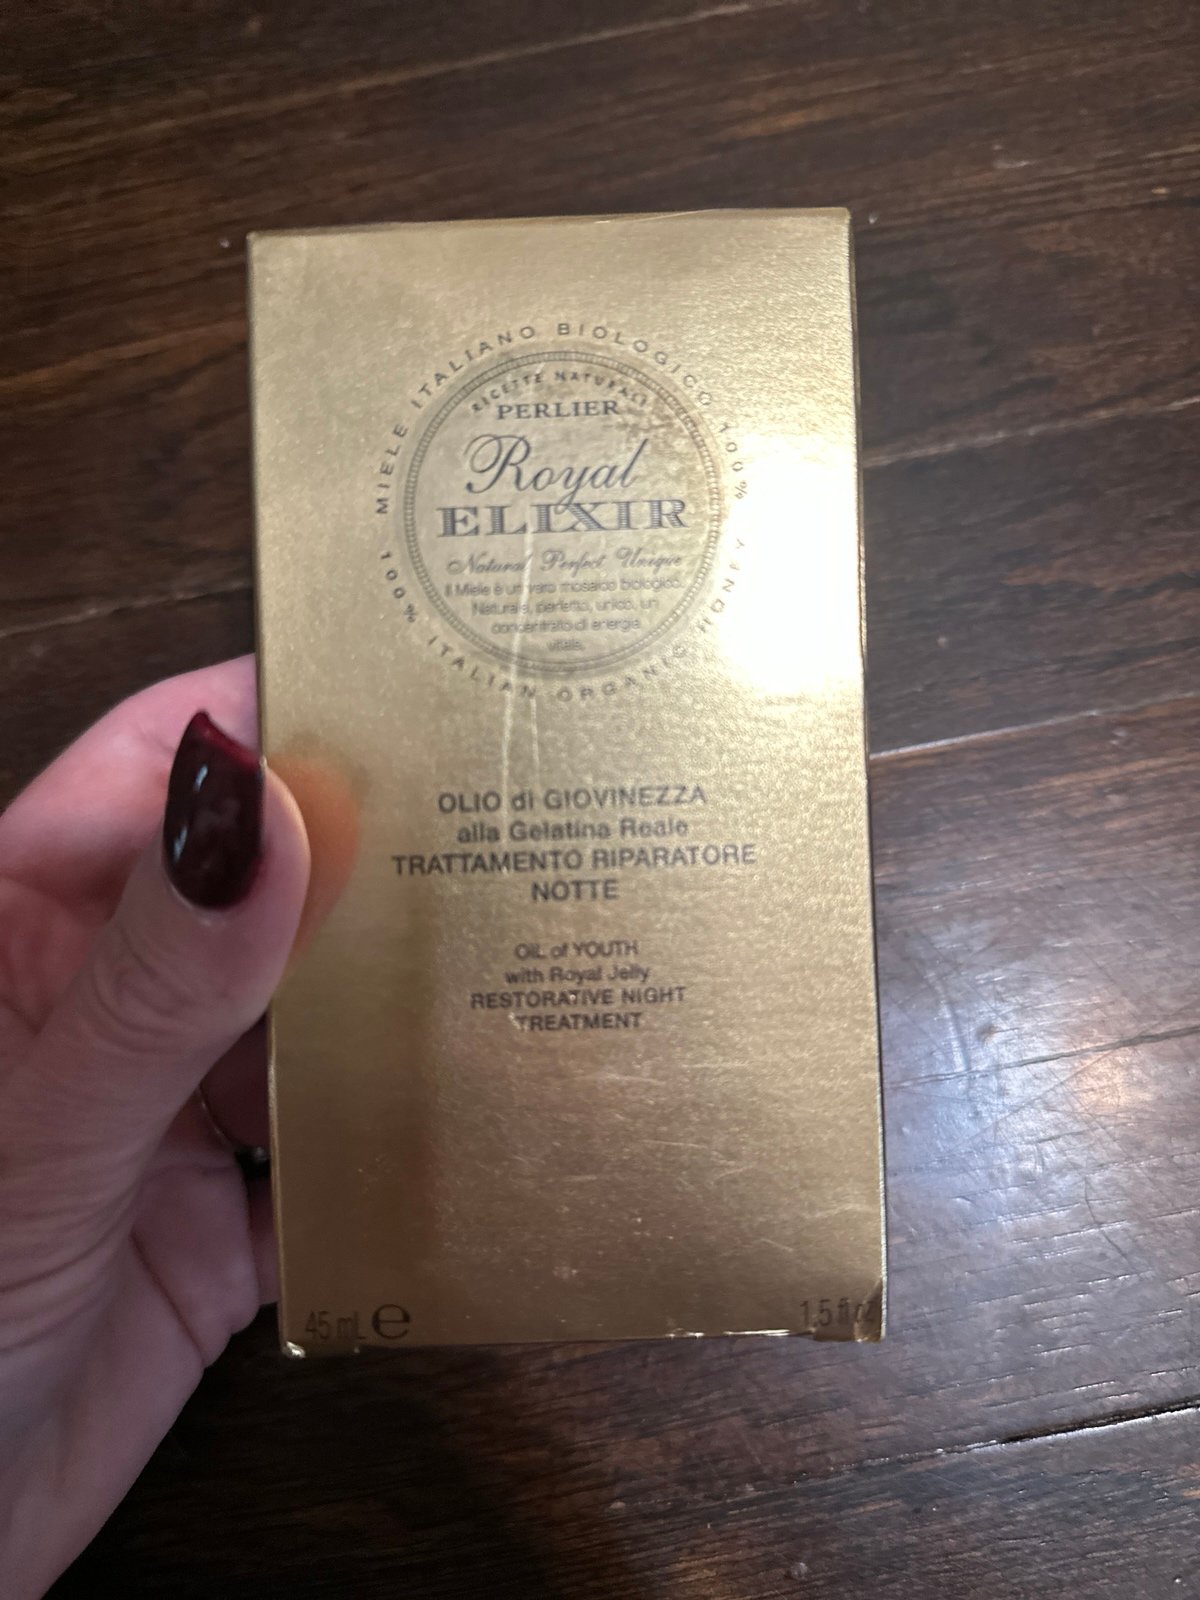 MIELE ITALIANO BIOLOGICO 100%
RICETTE NATURALI
PERLIER
Royal
ELIXIR
Natural Perfect Unique
Il Miele è un vero mosaico biologico.
Naturale, perfetto, unico, un
concentrato di energia
vitale.
100% ITALIAN ORGANIC HONEY
OLIO di GIOVINEZZA
alla Gelatina Reale
TRATTAMENTO RIPARATORE
NOTTE
OIL of YOUTH
with Royal Jelly
RESTORATIVE NIGHT
TREATMENT
45 mL e 1.5 fl oz